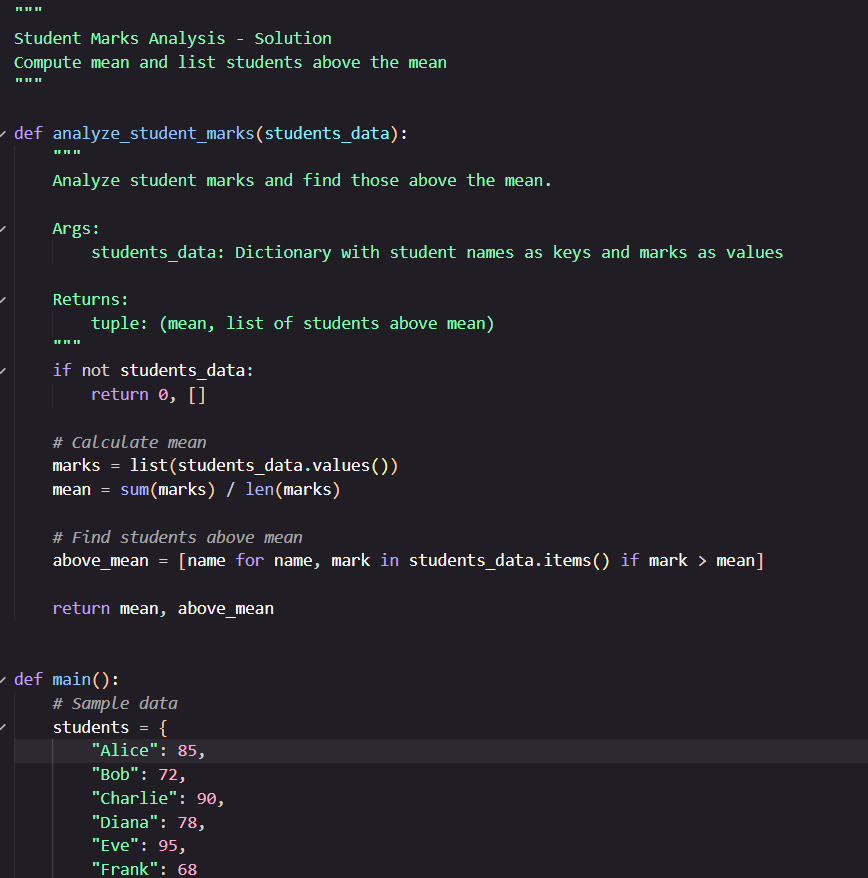 """
Student Marks Analysis - Solution
Compute mean and list students above the mean
"""
def analyze_student_marks(students_data):
"""
Analyze student marks and find those above the mean.
Args:
students_data: Dictionary with student names as keys and marks as values
Returns:
tuple: (mean, list of students above mean)
"""
if not students_data:
return 0, []
# Calculate mean
marks = list(students_data.values())
mean = sum(marks) / len(marks)
# Find students above mean
above_mean = [name for name, mark in students_data.items() if mark > mean]
return mean, above_mean
def main():
# Sample data
students = {
"Alice": 85,
"Bob": 72,
"Charlie": 90,
"Diana": 78,
"Eve": 95,
"Frank": 68